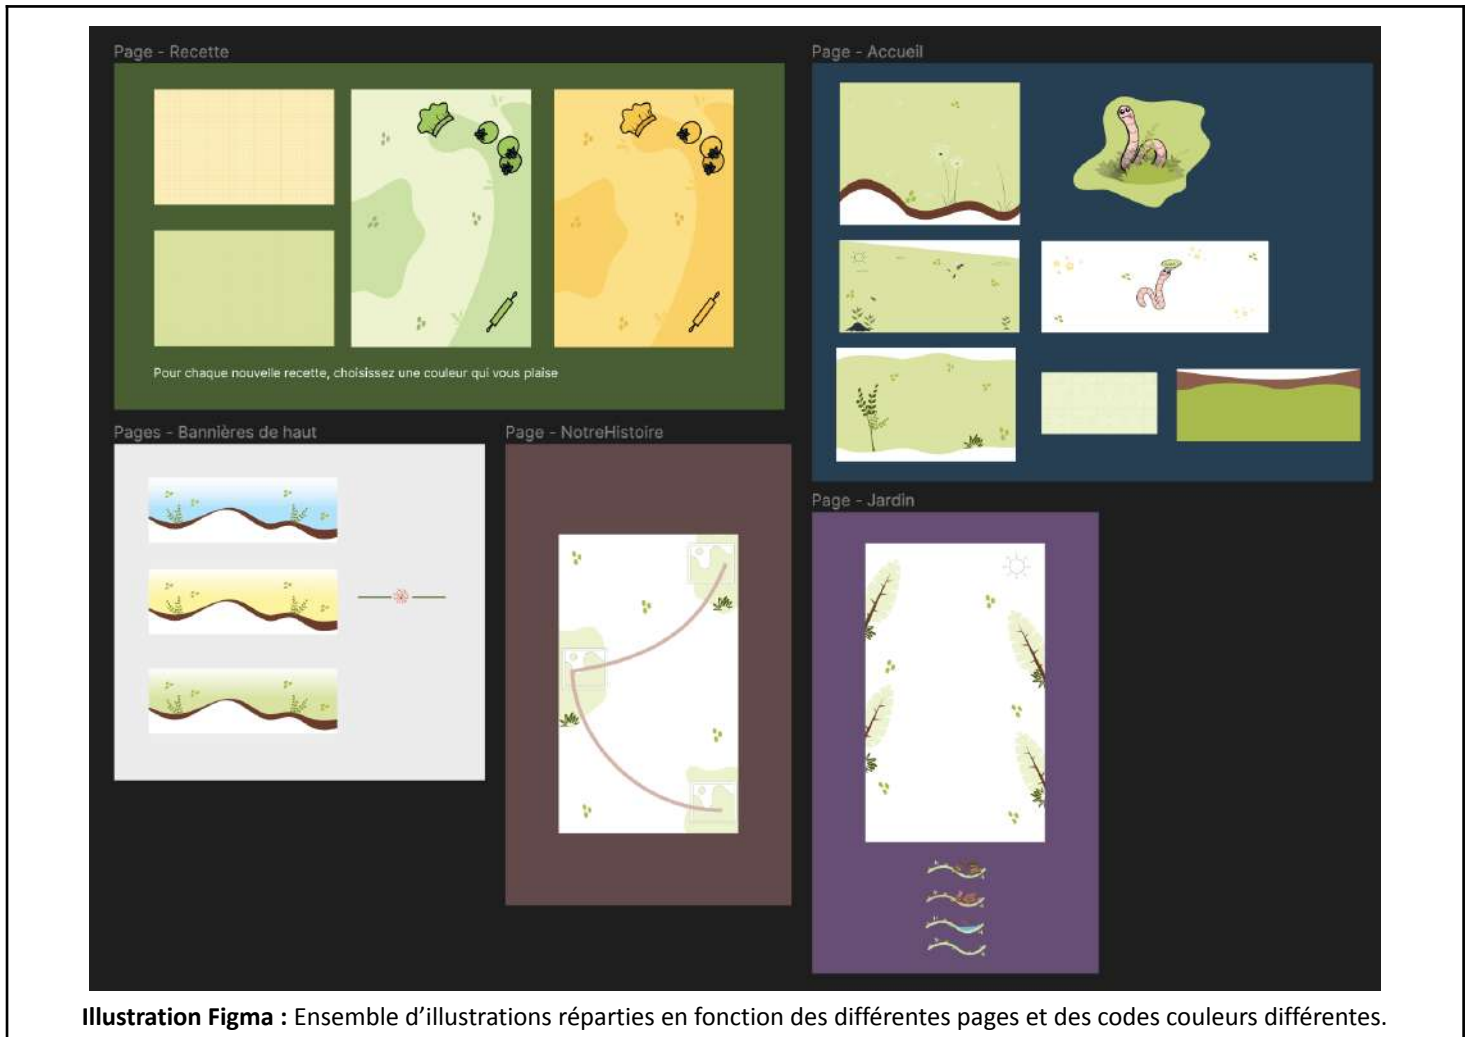 Page - Recette
Page - Accueil
Pour chaque nouvelle recette, choisissez une couleur qui vous plaise
Pages - Bannières de haut
Page - NotreHistoire
Page - Jardin
Illustration Figma : Ensemble d’illustrations réparties en fonction des différentes pages et des codes couleurs différentes.